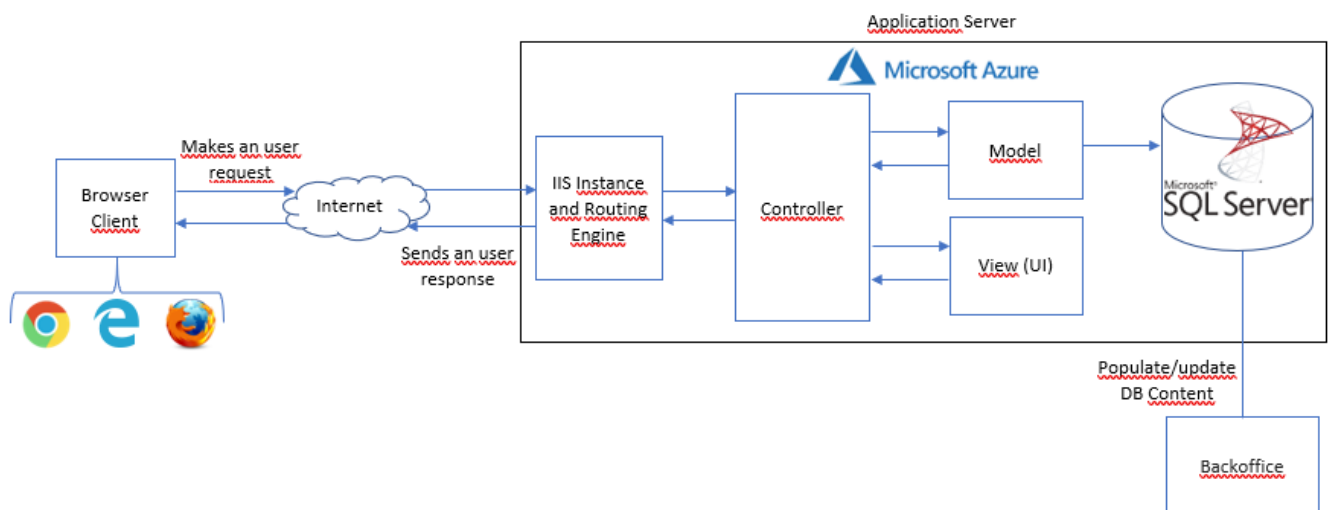 Application Server
Microsoft Azure
Makes an user
request
Browser
Client
Internet
Sends an user
response
IIS Instance
and Routing
Engine
Controller
Model
View (UI)
Microsoft®
SQL Server
Populate/update
DB Content
Backoffice